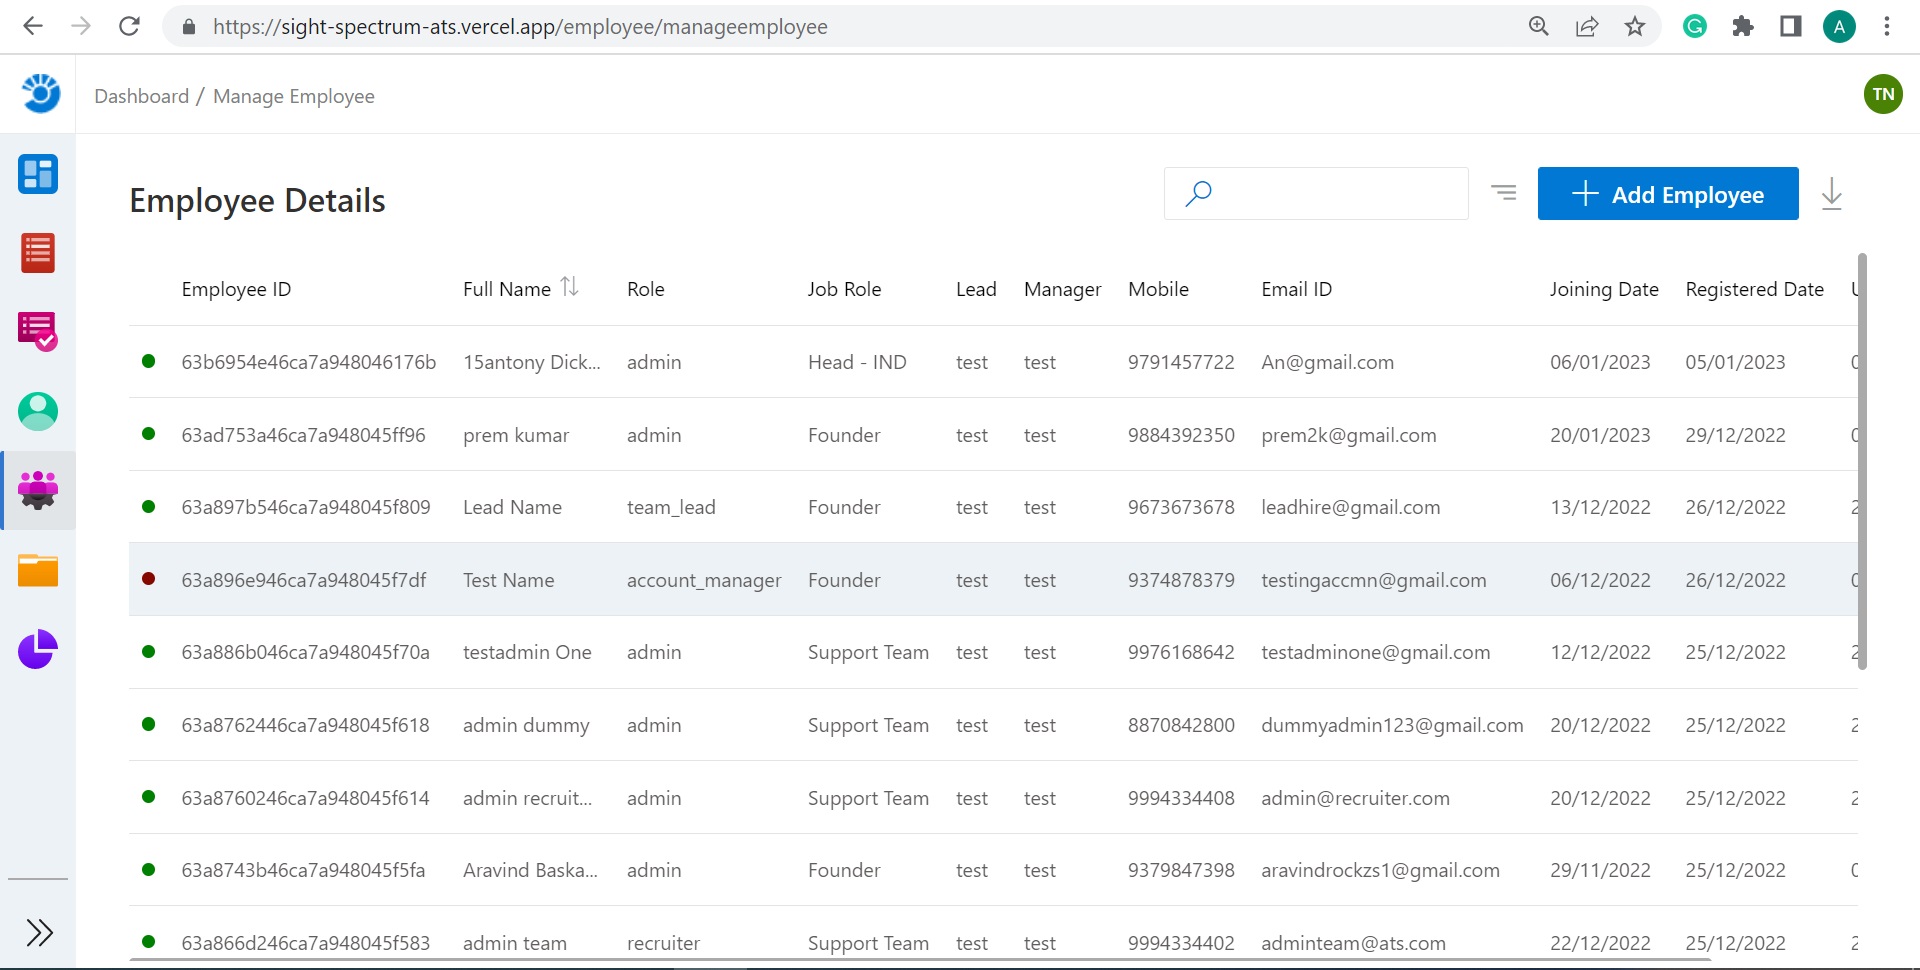 https://sight-spectrum-ats.vercel.app/employee/manageemployee
G
A
Dashboard / Manage Employee
TN
Employee Details
Add Employee
Employee ID Full Name Role Job Role Lead Manager Mobile Email ID Joining Date Registered Date
63b6954e46ca7a948046176b 15antony Dick... admin Head - IND test test 9791457722 An@gmail.com 06/01/2023 05/01/2023
63ad753a46ca7a948045ff96 prem kumar admin Founder test test 9884392350 prem2k@gmail.com 20/01/2023 29/12/2022
63a897b546ca7a948045f809 Lead Name team_lead Founder test test 9673673678 leadhire@gmail.com 13/12/2022 26/12/2022
63a896e946ca7a948045f7df Test Name account_manager Founder test test 9374878379 testingaccmn@gmail.com 06/12/2022 26/12/2022
63a886b046ca7a948045f70a testadmin One admin Support Team test test 9976168642 testadminone@gmail.com 12/12/2022 25/12/2022
63a8762446ca7a948045f618 admin dummy admin Support Team test test 8870842800 dummyadmin123@gmail.com 20/12/2022 25/12/2022
63a8760246ca7a948045f614 admin recruit... admin Support Team test test 9994334408 admin@recruiter.com 20/12/2022 25/12/2022
63a8743b46ca7a948045f5fa Aravind Baska... admin Founder test test 9379847398 aravindrockzs1@gmail.com 29/11/2022 25/12/2022
63a866d246ca7a948045f583 admin team recruiter Support Team test test 9994334402 adminteam@ats.com 22/12/2022 25/12/2022